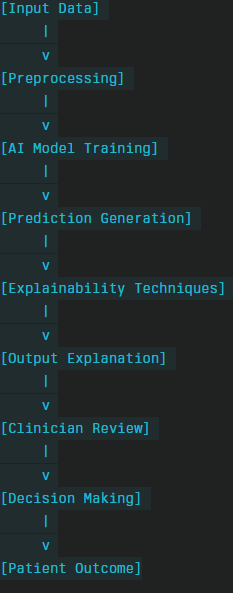 [Input Data]
|
v
[Preprocessing]
|
v
[AI Model Training]
|
v
[Prediction Generation]
|
v
[Explainability Techniques]
|
v
[Output Explanation]
|
v
[Clinician Review]
|
v
[Decision Making]
|
v
[Patient Outcome]